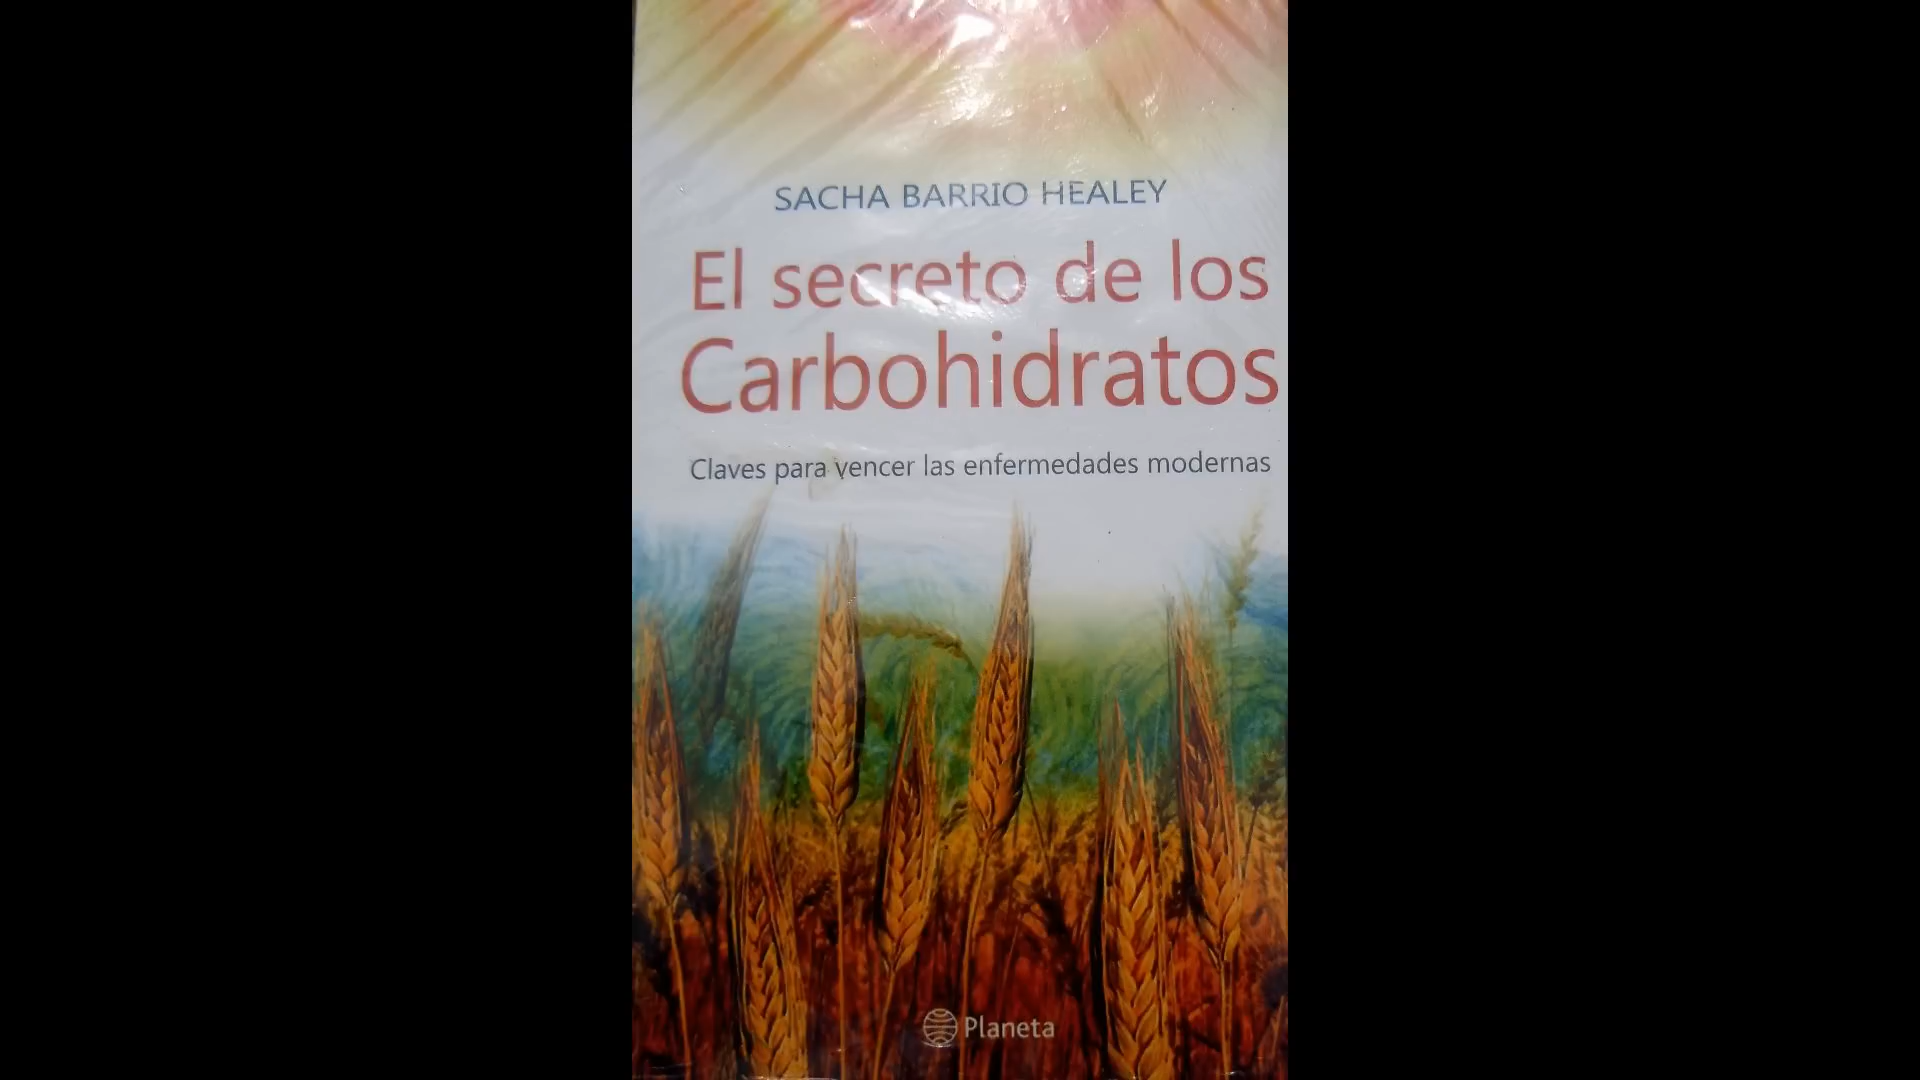 SACHA BARRIO HEALEY
El secreto de los
Carbohidratos
Claves para vencer las enfermedades modernas
Planeta